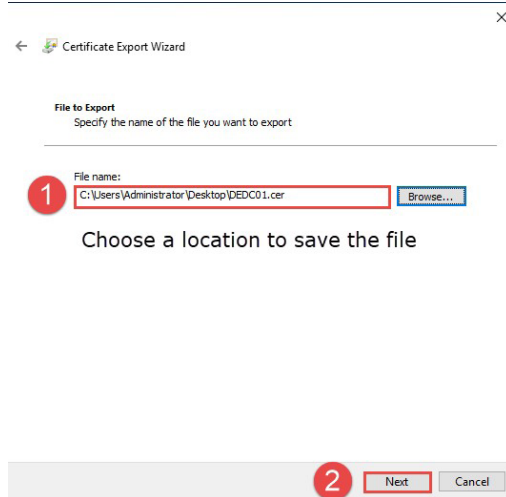 Certificate Export Wizard
File to Export
Specify the name of the file you want to export
File name:
1
C:\Users\Administrator\Desktop\DEDC01.cer
Browse...
Choose a location to save the file
2
Next
Cancel